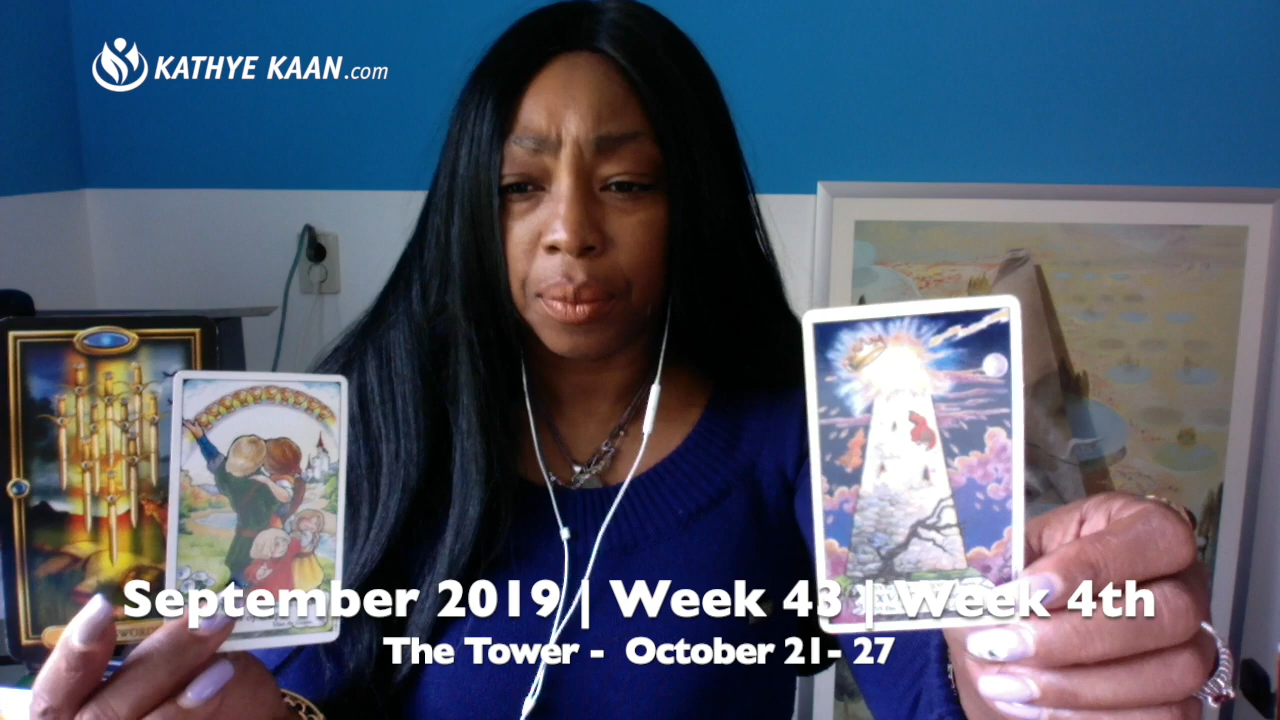 KATHYE KAAN.com
September 2019 | Week 43 | Week 4th
The Tower - October 21- 27